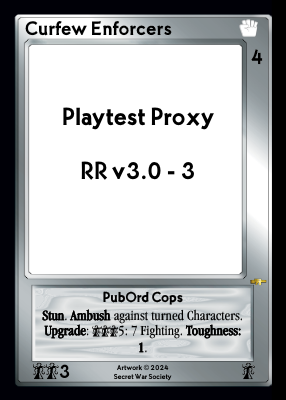 Curfew Enforcers
4
Playtest Proxy
RR v3.0 - 3
PubOrd Cops
Stun. Ambush against turned Characters.
Upgrade: 5: 7 Fighting. Toughness:
1.
3
Artwork © 2024
Secret War Society